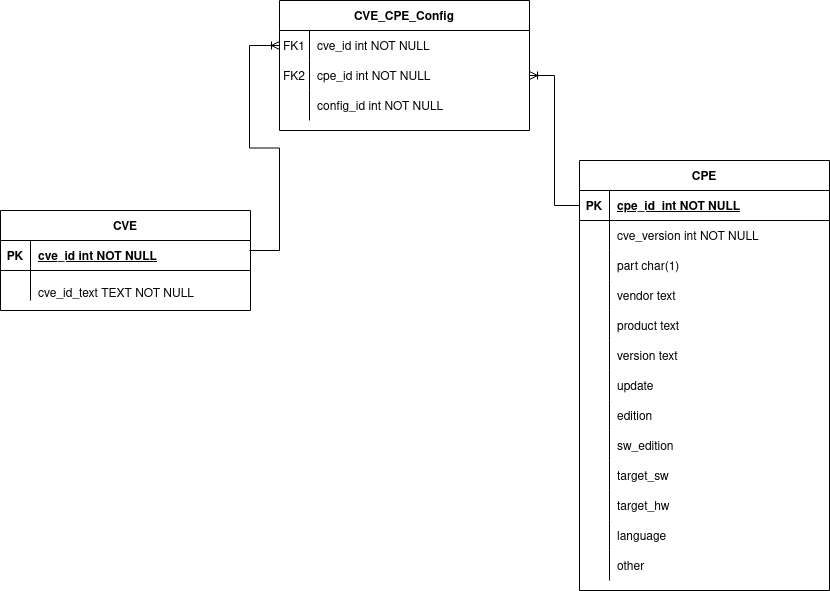 CVE_CPE_Config
FK1 cve_id int NOT NULL
FK2 cpe_id int NOT NULL
config_id int NOT NULL
CVE
PK cve_id int NOT NULL
cve_id_text TEXT NOT NULL
CPE
PK cpe_id int NOT NULL
cve_version int NOT NULL
part char(1)
vendor text
product text
version text
update
edition
sw_edition
target_sw
target_hw
language
other